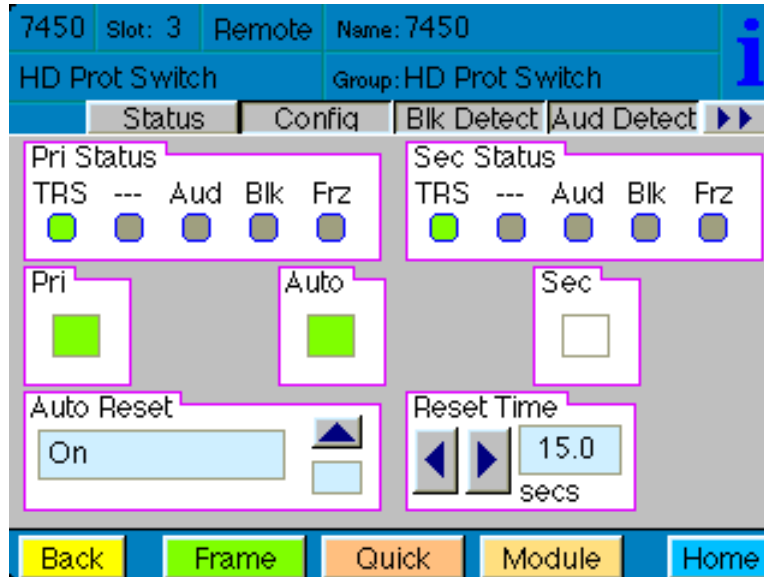 7450 Slot: 3 Remote Name: 7450
HD Prot Switch Group: HD Prot Switch
i
Status Config Blk Detect Aud Detect
Pri Status Sec Status
TRS --- Aud Blk Frz TRS --- Aud Blk Frz
Pri Auto Sec
Auto Reset Reset Time
On 15.0
secs
Back Frame Quick Module Home